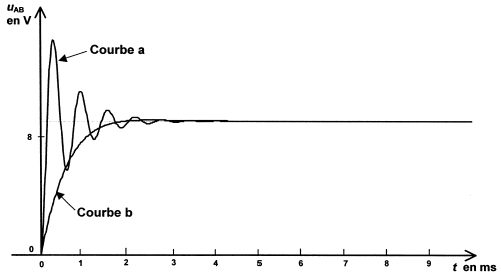 uAB
en V
Courbe a
8
Courbe b
0
0 1 2 3 4 5 6 7 8 9
t en ms